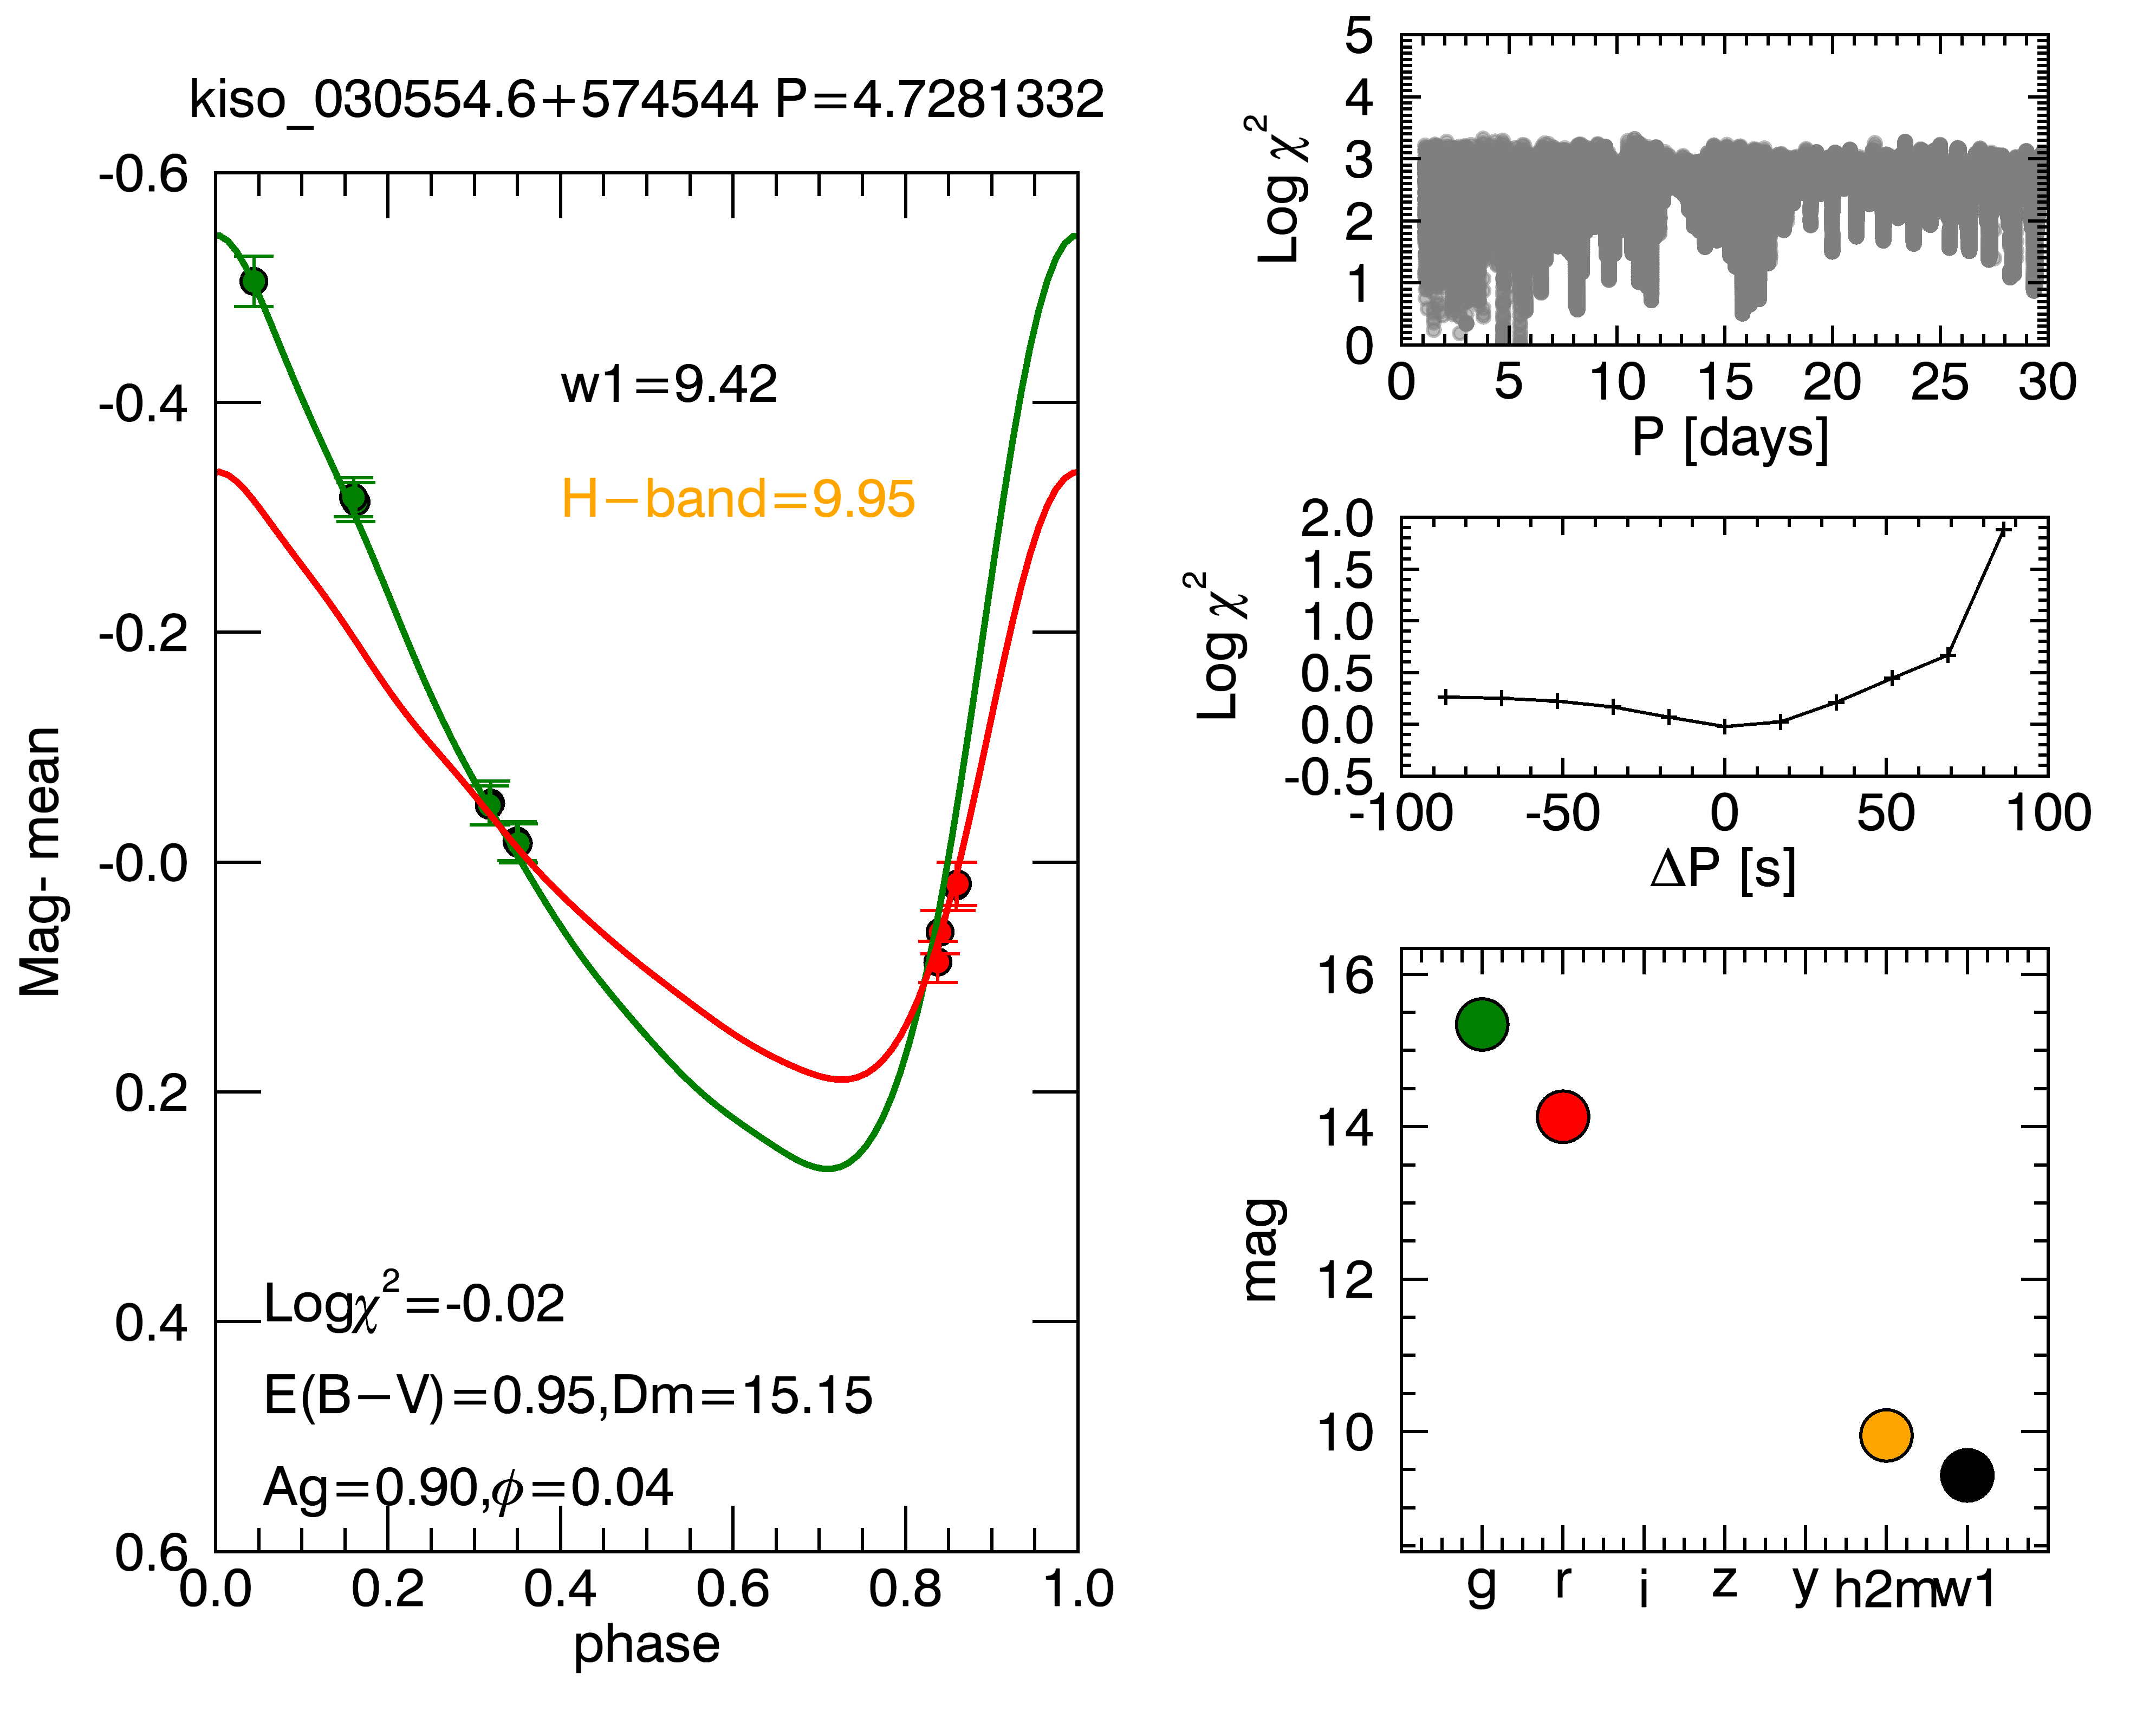 kiso_030554.6+574544 P=4.7281332
-0.6
-0.4
-0.2
-0.0
0.2
0.4
0.6
Mag- mean
w1=9.42
H−band=9.95
Logχ²=-0.02
E(B−V)=0.95,Dm=15.15
Ag=0.90,ϕ=0.04
0.0 0.2 0.4 0.6 0.8 1.0
phase
5
4
3
2
1
0
Log χ²
0 5 10 15 20 25 30
P [days]
2.0
1.5
1.0
0.5
0.0
-0.5
Log χ²
-100 -50 0 50 100
ΔP [s]
16
14
12
10
mag
g r i z y h2mw1